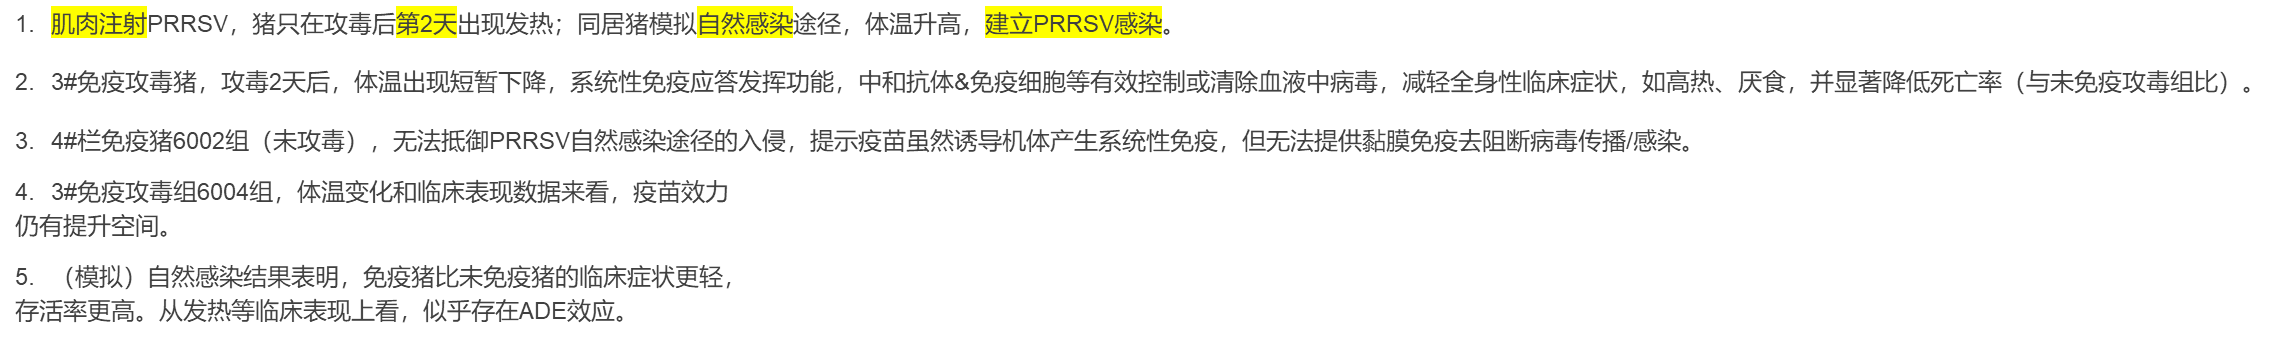 1. 肌肉注射PRRSV，猪只在攻毒后第2天出现发热；同居猪模拟自然感染途径，体温升高，建立PRRSV感染。
2. 3#免疫攻毒猪，攻毒2天后，体温出现短暂下降，系统性免疫应答发挥功能，中和抗体&免疫细胞等有效控制或清除血液中病毒，减轻全身性临床症状，如高热、厌食，并显著降低死亡率（与未免疫攻毒组比）。
3. 4#栏免疫猪6002组（未攻毒），无法抵御PRRSV自然感染途径的入侵，提示疫苗虽然诱导机体产生系统性免疫，但无法提供黏膜免疫去阻断病毒传播/感染。
4. 3#免疫攻毒组6004组，体温变化和临床表现数据来看，疫苗效力
仍有提升空间。
5. （模拟）自然感染结果表明，免疫猪比未免疫猪的临床症状更轻，
存活率更高。从发热等临床表现上看，似乎存在ADE效应。